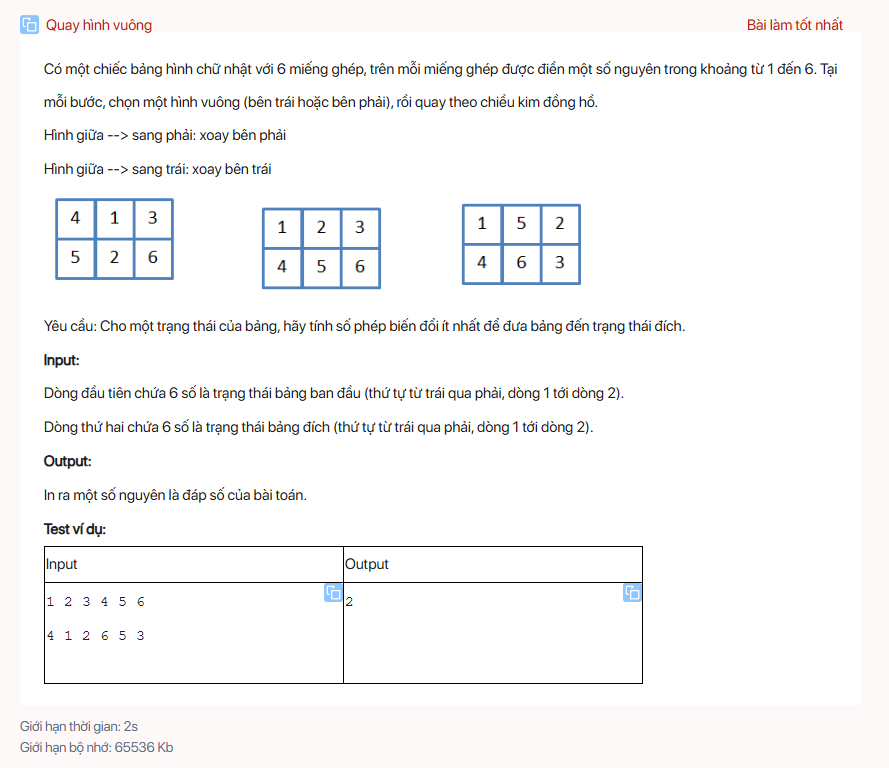 Quay hình vuông
Bài làm tốt nhất
Có một chiếc bảng hình chữ nhật với 6 miếng ghép, trên mỗi miếng ghép được điền một số nguyên trong khoảng từ 1 đến 6. Tại
mỗi bước, chọn một hình vuông (bên trái hoặc bên phải), rồi quay theo chiều kim đồng hồ.
Hình giữa --> sang phải: xoay bên phải
Hình giữa --> sang trái: xoay bên trái
4 1 3
5 2 6
1 2 3
4 5 6
1 5 2
4 6 3
Yêu cầu: Cho một trạng thái của bảng, hãy tính số phép biến đổi ít nhất để đưa bảng đến trạng thái đích.
Input:
Dòng đầu tiên chứa 6 số là trạng thái bảng ban đầu (thứ tự từ trái qua phải, dòng 1 tới dòng 2).
Dòng thứ hai chứa 6 số là trạng thái bảng đích (thứ tự từ trái qua phải, dòng 1 tới dòng 2).
Output:
In ra một số nguyên là đáp số của bài toán.
Test ví dụ:
Input Output
1 2 3 4 5 6 2
4 1 2 6 5 3
Giới hạn thời gian: 2s
Giới hạn bộ nhớ: 65536 Kb